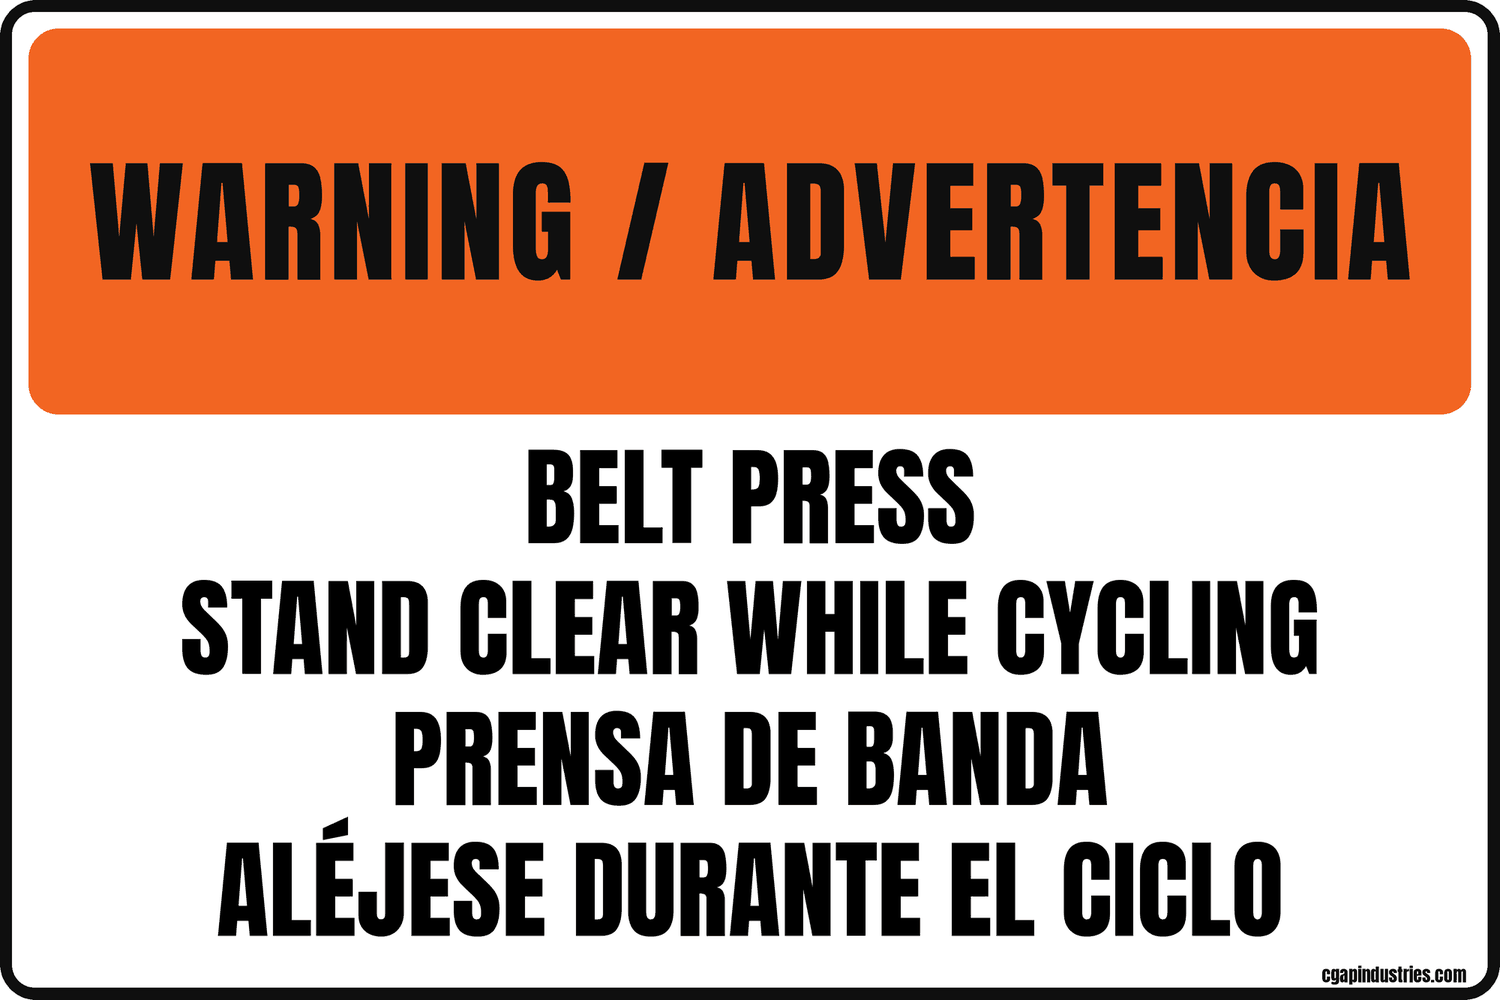 WARNING / ADVERTENCIA
BELT PRESS
STAND CLEAR WHILE CYCLING
PRENSA DE BANDA
ALÉJESE DURANTE EL CICLO
cgapindustries.com